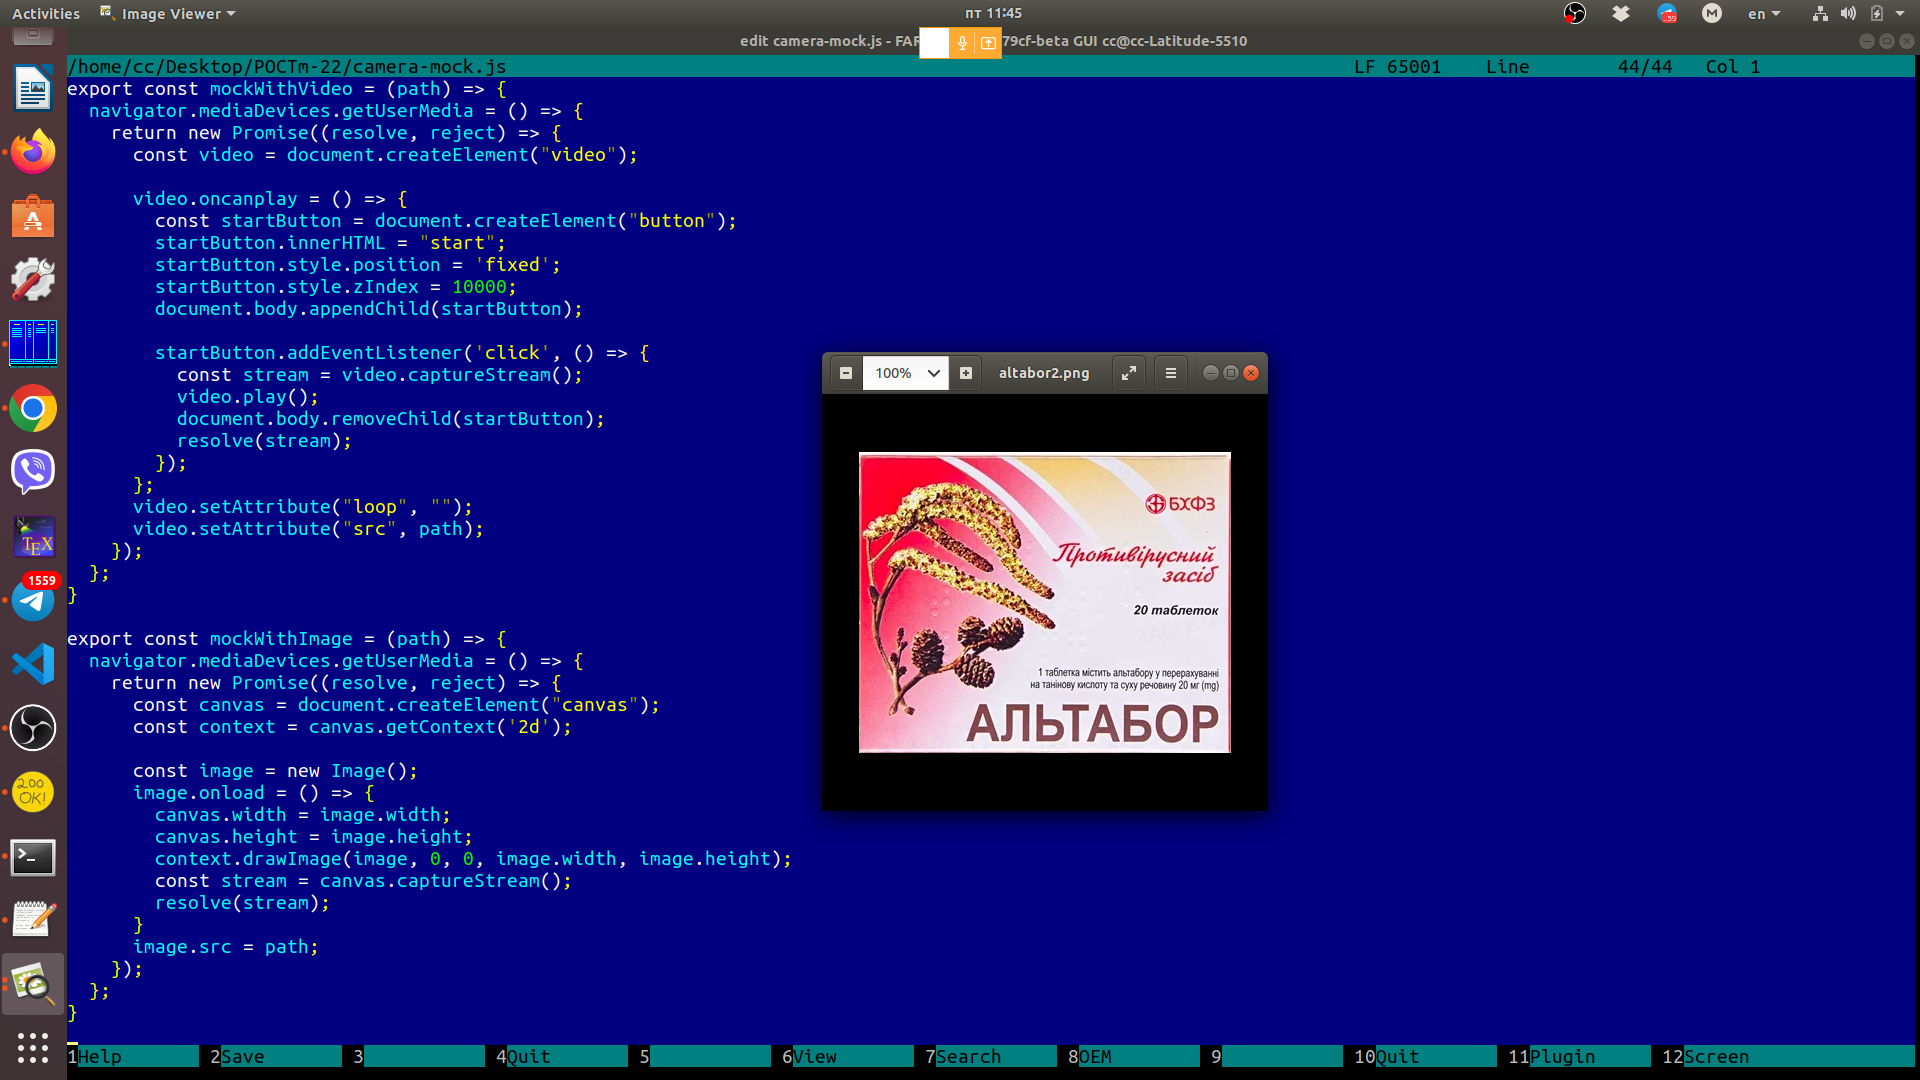 Activities Image Viewer пт 11:45 en
edit camera-mock.js - FAR 79cf-beta GUI cc@cc-Latitude-5510
/home/cc/Desktop/РОСТm-22/camera-mock.js LF 65001 Line 44/44 Col 1
export const mockWithVideo = (path) => {
navigator.mediaDevices.getUserMedia = () => {
return new Promise((resolve, reject) => {
const video = document.createElement("video");
video.oncanplay = () => {
const startButton = document.createElement("button");
startButton.innerHTML = "start";
startButton.style.position = 'fixed';
startButton.style.zIndex = 10000;
document.body.appendChild(startButton);
startButton.addEventListener('click', () => {
const stream = video.captureStream();
video.play();
document.body.removeChild(startButton);
resolve(stream);
});
};
video.setAttribute("loop", "");
video.setAttribute("src", path);
});
};
}
export const mockWithImage = (path) => {
navigator.mediaDevices.getUserMedia = () => {
return new Promise((resolve, reject) => {
const canvas = document.createElement("canvas");
const context = canvas.getContext('2d');
const image = new Image();
image.onload = () => {
canvas.width = image.width;
canvas.height = image.height;
context.drawImage(image, 0, 0, image.width, image.height);
const stream = canvas.captureStream();
resolve(stream);
}
image.src = path;
});
};
}
100% altabor2.png
БХФЗ
Противірусний
засіб
20 таблеток
1 таблетка містить альтабору у перерахуванні
на танінову кислоту та суху речовину 20 мг (mg)
АЛЬТАБОР
TEX
1559
200
OK!
59
1Help 2Save 3 4Quit 5 6View 7Search 8OEM 9 10Quit 11Plugin 12Screen